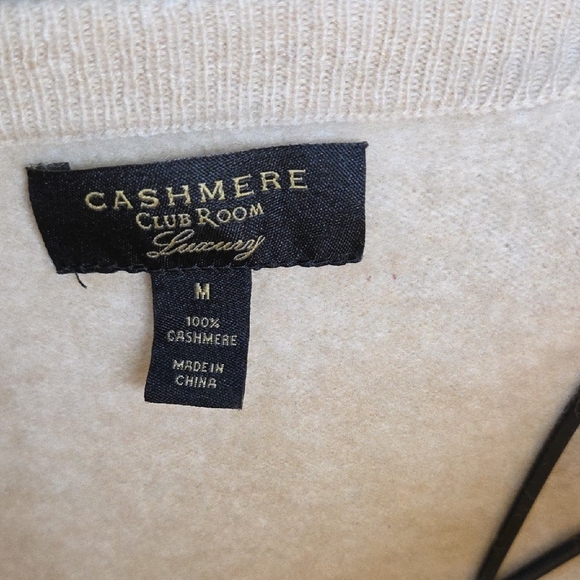 CASHMERE
CLUB ROOM
Luxury
M
100%
CASHMERE
MADE IN
CHINA